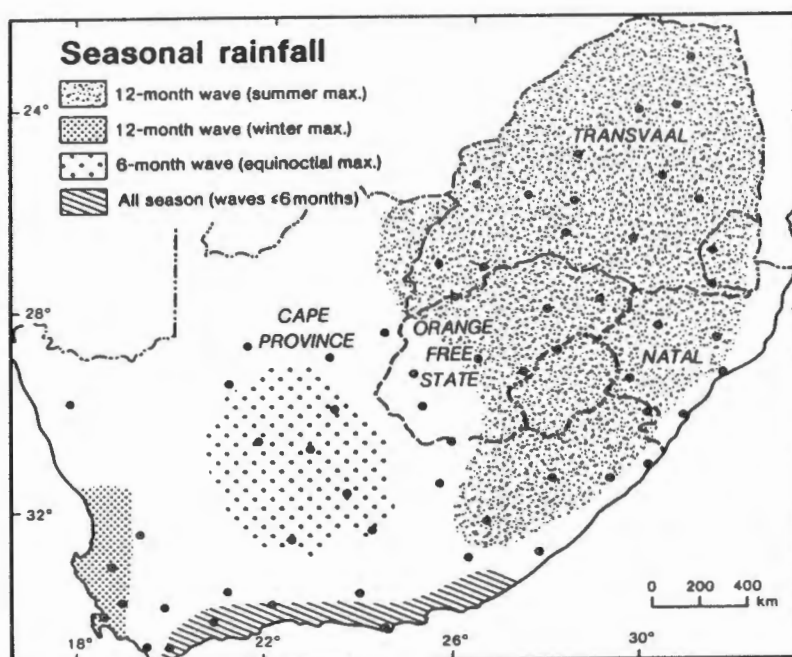 Seasonal rainfall
12-month wave (summer max.)
12-month wave (winter max.)
6-month wave (equinoctial max.)
All season (waves ≤6 months)
24°
TRANSVAAL
28°
CAPE
PROVINCE
ORANGE
FREE
STATE
NATAL
32°
0 200 400
km
18°
22°
26°
30°